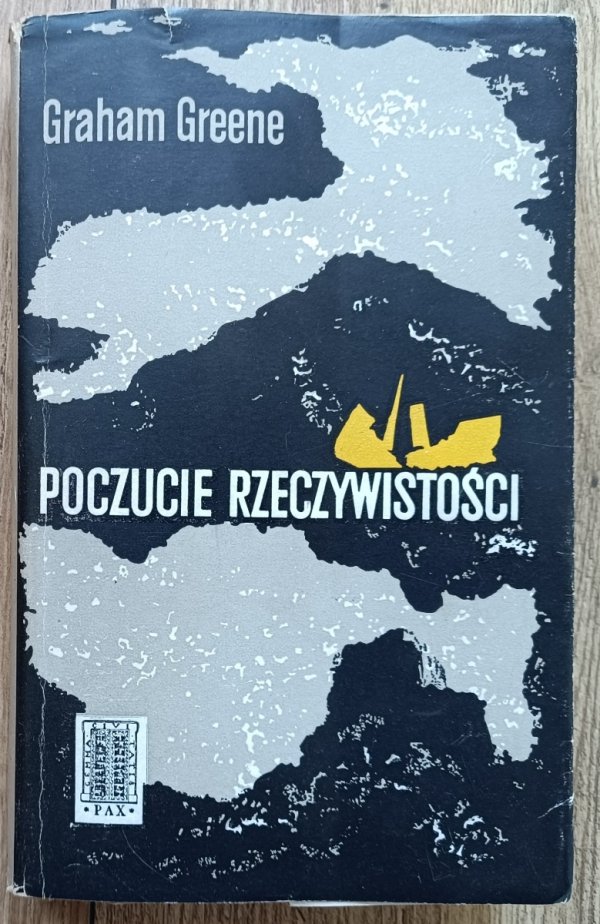 Graham Greene
POCZUCIE RZECZYWISTOŚCI
• PAX •